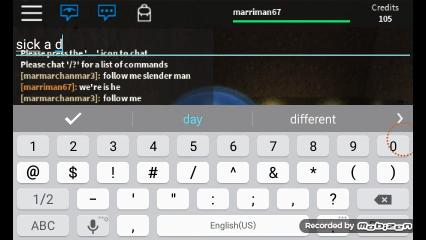 marriman67
Credits
105
sick a d
Please press the '...' icon to chat
Please chat '/?' for a list of commands
[marmarchanmar3]: follow me slender man
[marriman67]: we're is he
[marmarchanmar3]: follow me
day different
1 2 3 4 5 6 7 8 9 0
@ $ ! # / ^ & * ( )
1/2 - ' " : ; , ?
ABC , English(US)
Recorded by Mobizen